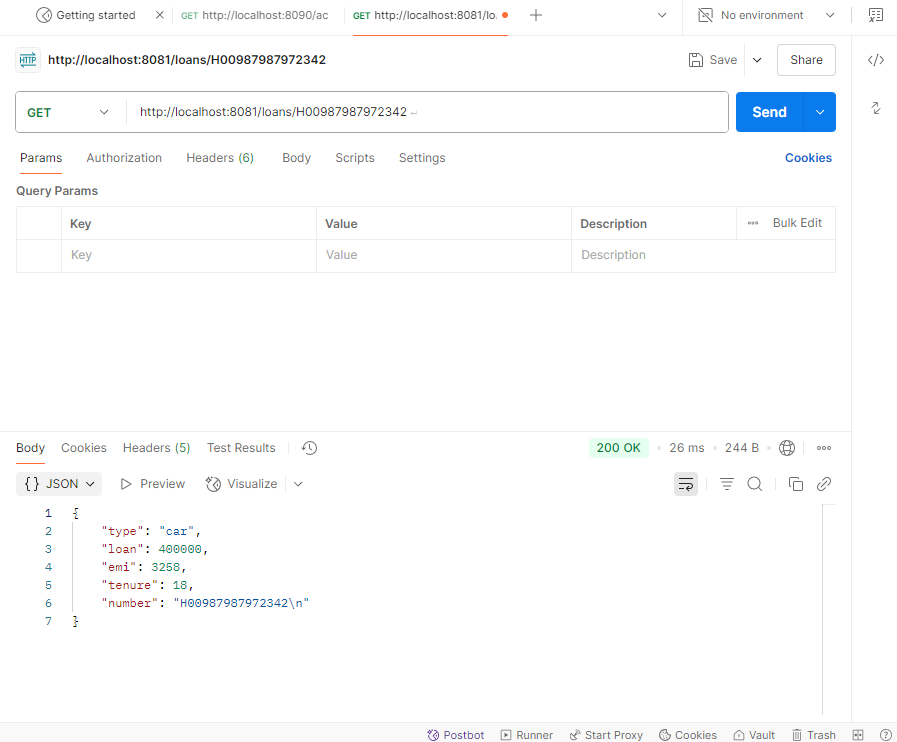 Getting started
GET http://localhost:8090/ac
GET http://localhost:8081/lo
No environment
HTTP http://localhost:8081/loans/H00987987972342
Save
Share
GET
http://localhost:8081/loans/H00987987972342
Send
Params Authorization Headers (6) Body Scripts Settings Cookies
Query Params
Key Value Description Bulk Edit
Key Value Description
Body Cookies Headers (5) Test Results 200 OK 26 ms 244 B
{} JSON Preview Visualize
1 {
2 "type": "car",
3 "loan": 400000,
4 "emi": 3258,
5 "tenure": 18,
6 "number": "H00987987972342\n"
7 }
Postbot Runner Start Proxy Cookies Vault Trash